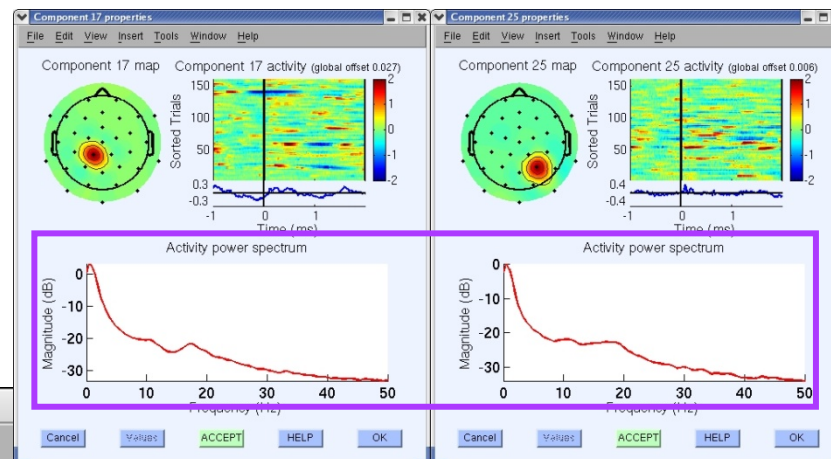 Component 17 properties
File Edit View Insert Tools Window Help
Component 17 map
Component 17 activity (global offset 0.027)
Sorted Trials
150
100
50
2
1
0
-1
-2
0.3
-0.3
-1 0 1
Time (ms)
Activity power spectrum
Magnitude (dB)
0
-10
-20
-30
0 10 20 30 40 50
Frequency (Hz)
Cancel Values ACCEPT HELP OK
Component 25 properties
File Edit View Insert Tools Window Help
Component 25 map
Component 25 activity (global offset 0.006)
Sorted Trials
150
100
50
2
1
0
-1
-2
0.4
-0.4
-1 0 1
Time (ms)
Activity power spectrum
Magnitude (dB)
0
-10
-20
-30
0 10 20 30 40 50
Frequency (Hz)
Cancel Values ACCEPT HELP OK